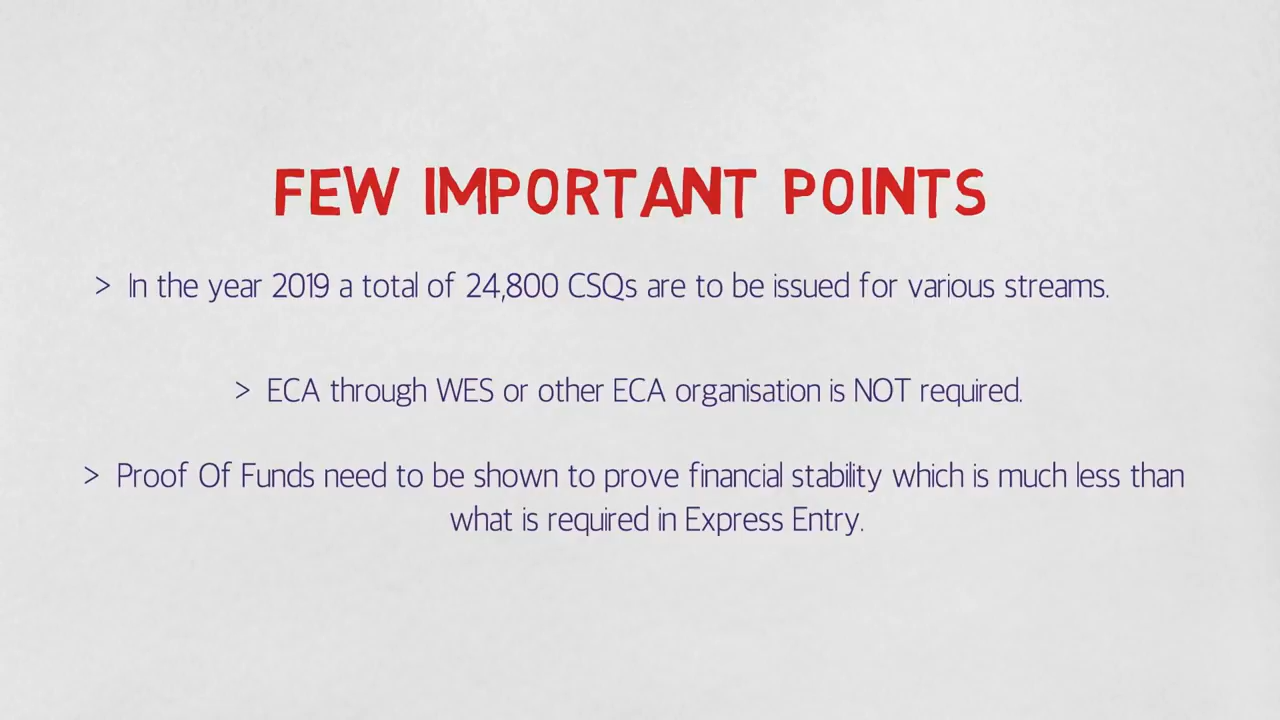 FEW IMPORTANT POINTS
> In the year 2019 a total of 24,800 CSQs are to be issued for various streams.
> ECA through WES or other ECA organisation is NOT required.
> Proof Of Funds need to be shown to prove financial stability which is much less than
what is required in Express Entry.